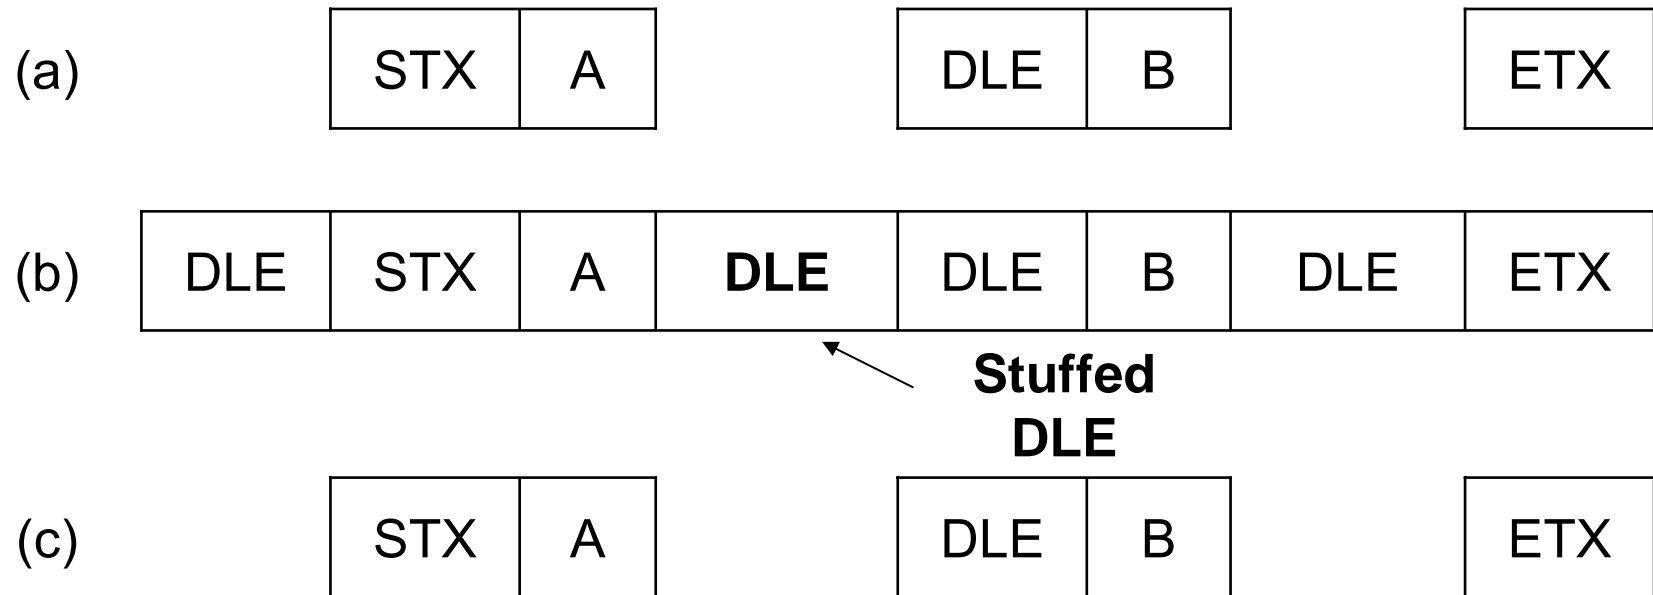 (a) STX A DLE B ETX
(b) DLE STX A DLE DLE B DLE ETX
Stuffed
DLE
(c) STX A DLE B ETX